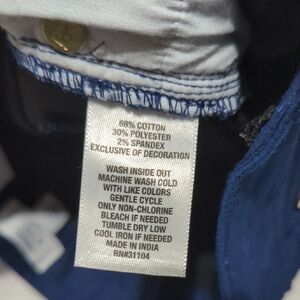 68% COTTON
30% POLYESTER
2% SPANDEX
EXCLUSIVE OF DECORATION
WASH INSIDE OUT
MACHINE WASH COLD
WITH LIKE COLORS
GENTLE CYCLE
ONLY NON-CHLORINE
BLEACH IF NEEDED
TUMBLE DRY LOW
COOL IRON IF NEEDED
MADE IN INDIA
RN#31104